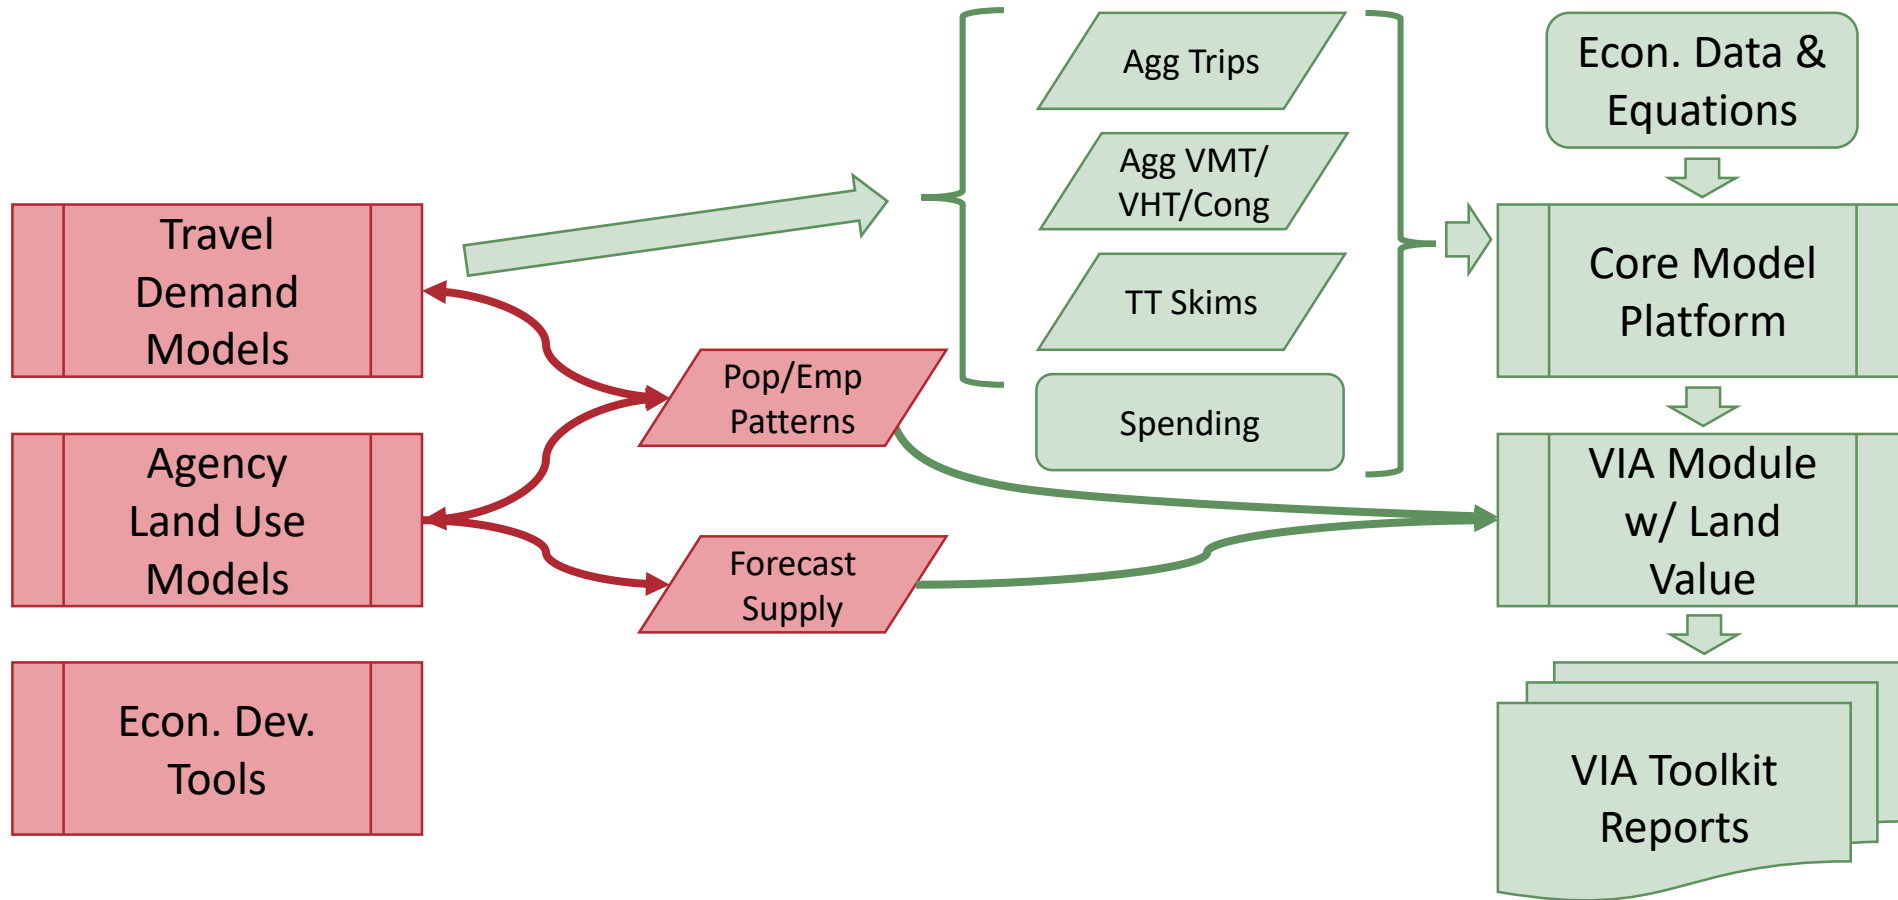 Travel
Demand
Models
Agency
Land Use
Models
Econ. Dev.
Tools
Pop/Emp
Patterns
Forecast
Supply
Agg Trips
Agg VMT/
VHT/Cong
TT Skims
Spending
Econ. Data &
Equations
Core Model
Platform
VIA Module
w/ Land
Value
VIA Toolkit
Reports